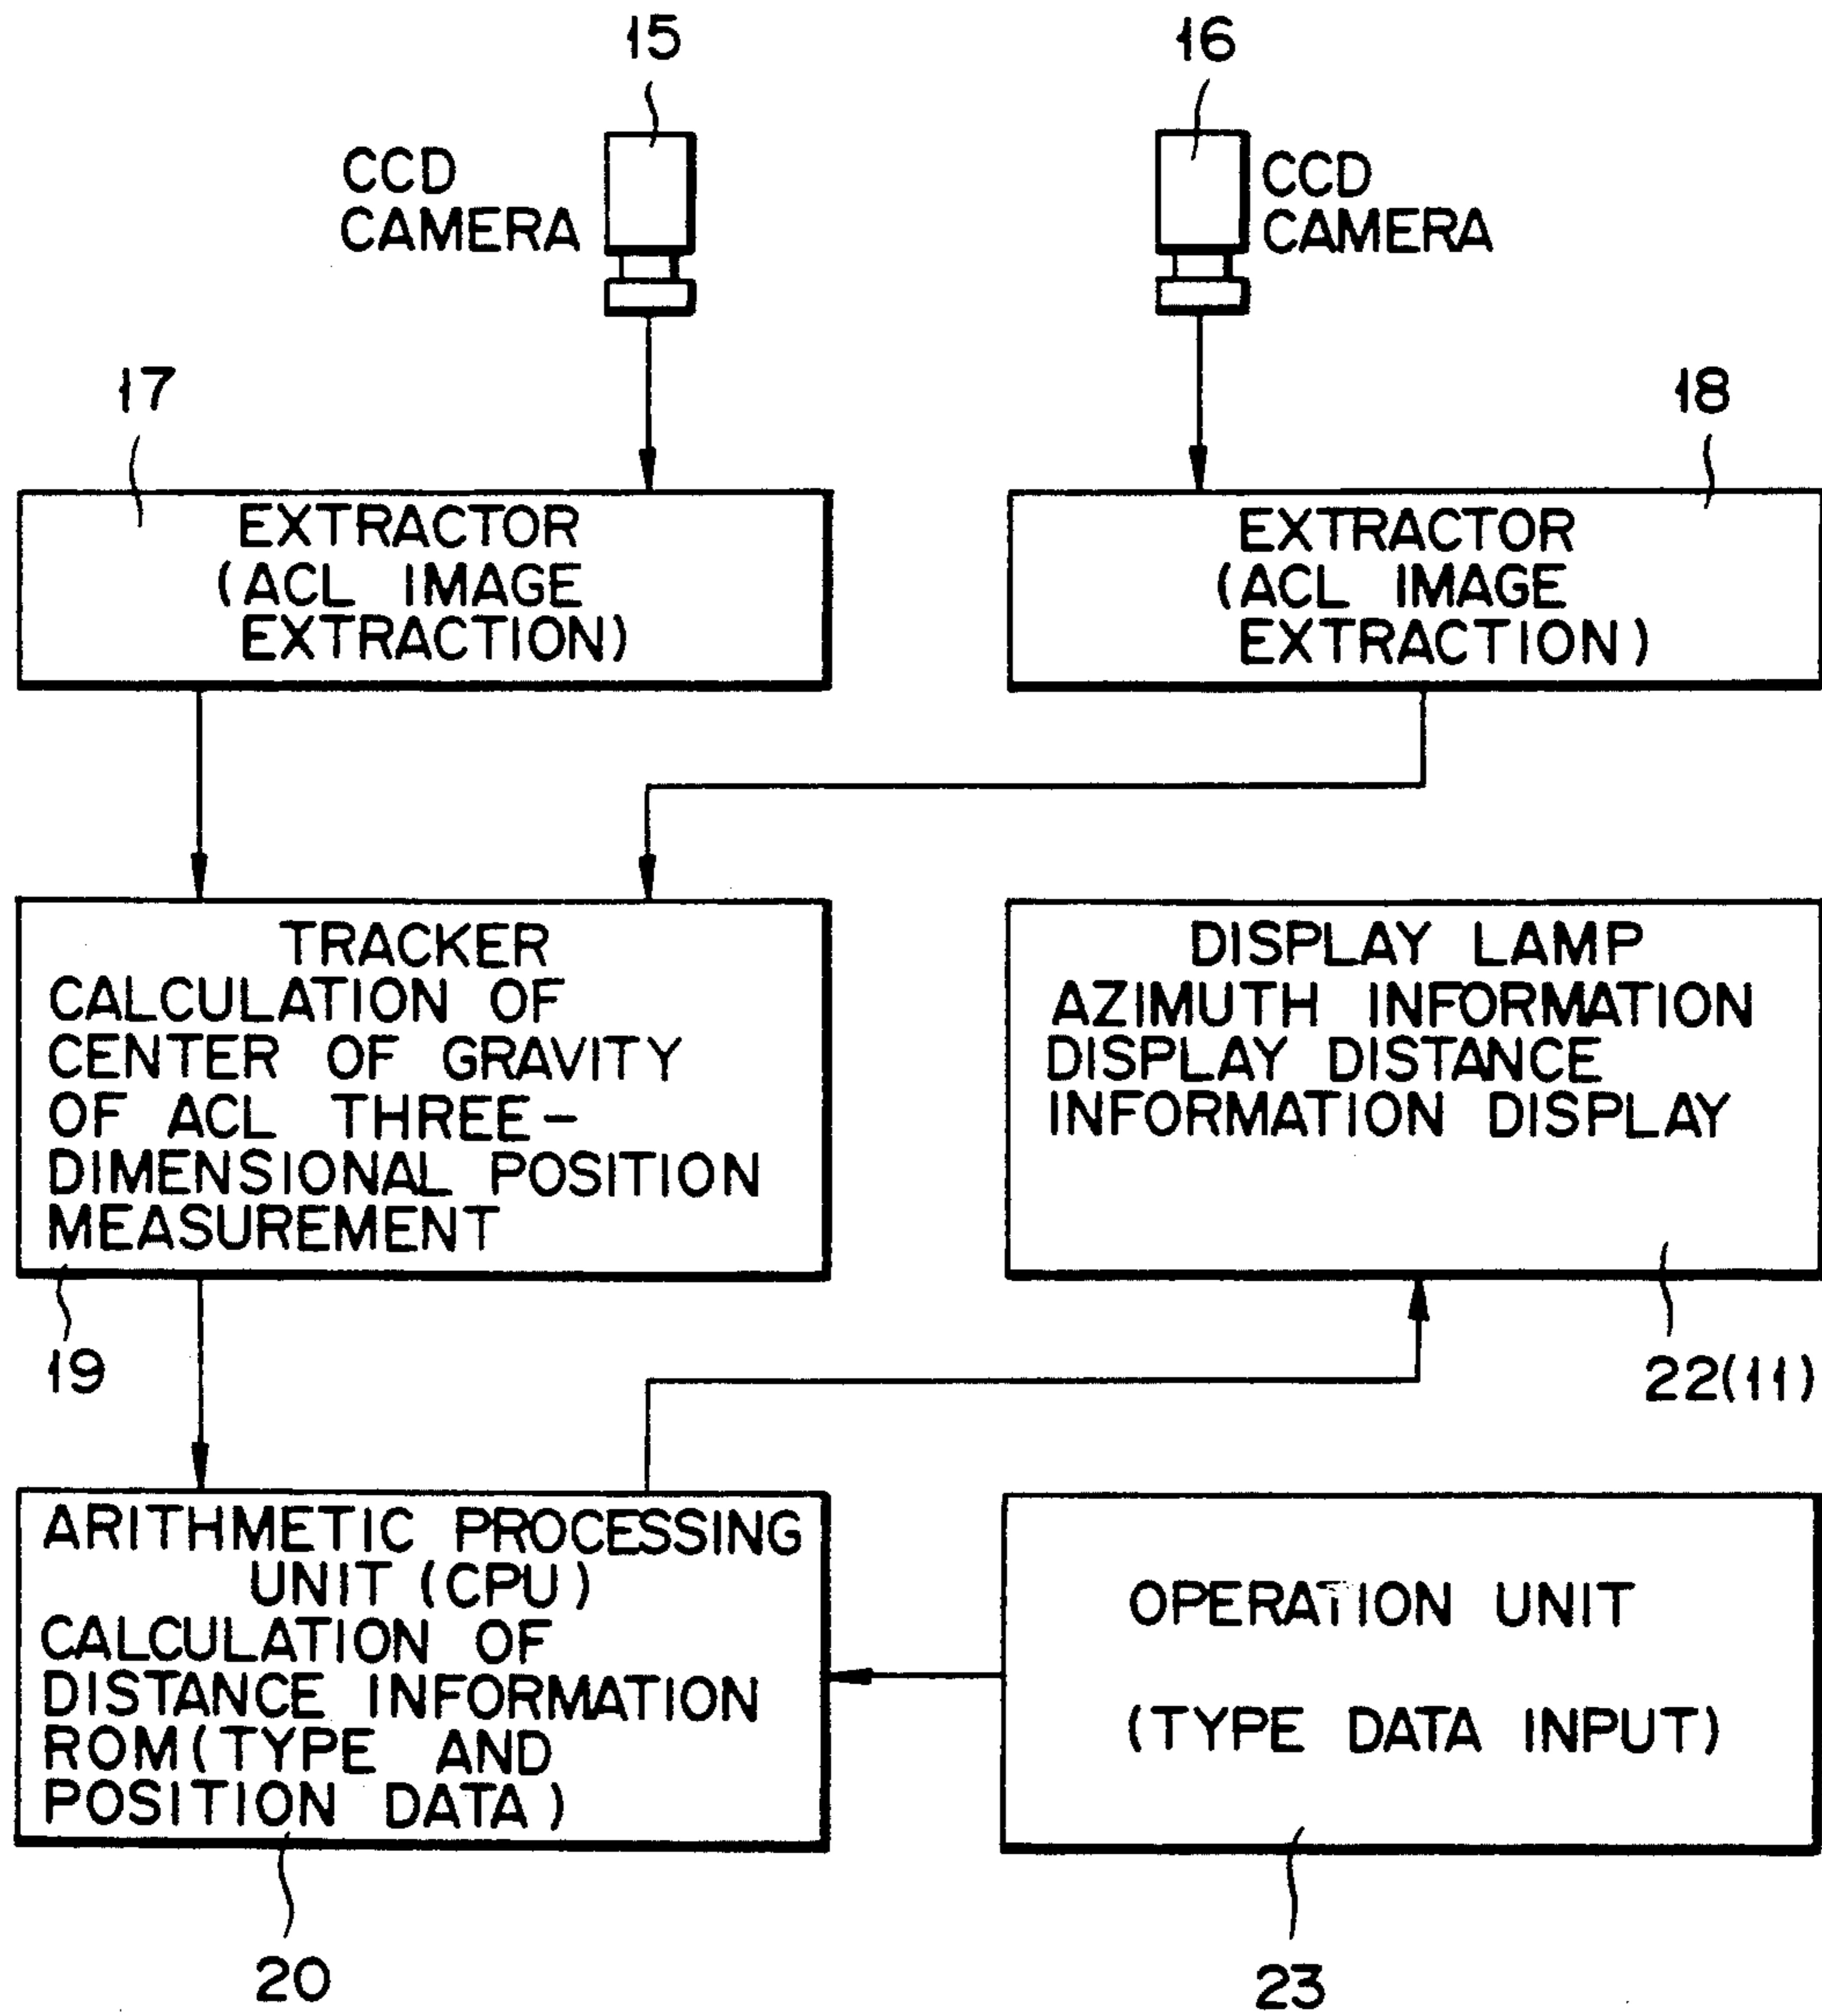 15
16
CCD
CAMERA
CCD
CAMERA
17
18
EXTRACTOR
(ACL IMAGE
EXTRACTION)
EXTRACTOR
(ACL IMAGE
EXTRACTION)
TRACKER
CALCULATION OF
CENTER OF GRAVITY
OF ACL THREE-
DIMENSIONAL POSITION
MEASUREMENT
19
DISPLAY LAMP
AZIMUTH INFORMATION
DISPLAY DISTANCE
INFORMATION DISPLAY
22(11)
ARITHMETIC PROCESSING
UNIT (CPU)
CALCULATION OF
DISTANCE INFORMATION
ROM(TYPE AND
POSITION DATA)
20
OPERATION UNIT
(TYPE DATA INPUT)
23